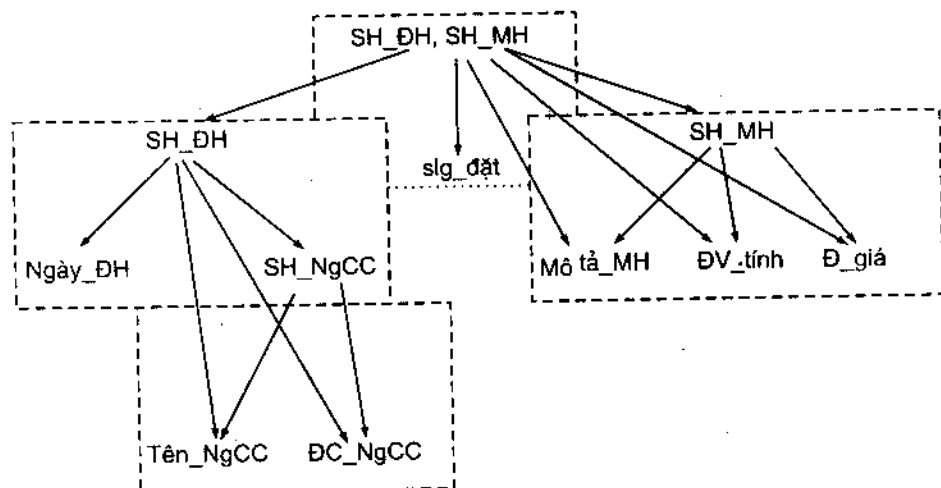 SH_ĐH, SH_MH
SH_ĐH
SH_MH
slg_đặt
Ngày_ĐH
SH_NgCC
Mô tả_MH
ĐV_tính
Đ_giá
Tên_NgCC
ĐC_NgCC